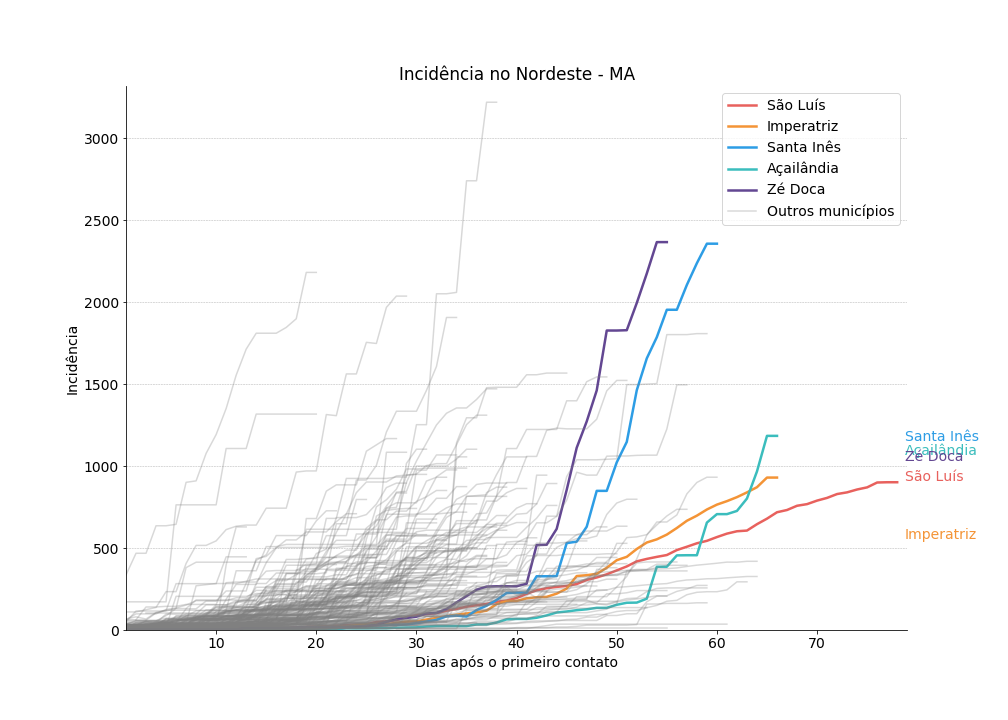 Incidência no Nordeste - MA
São Luís
Imperatriz
Santa Inês
Açailândia
Zé Doca
Outros municípios
Incidência
3000
2500
2000
1500
1000
500
0
Santa Inês
Açailândia
Zé Doca
São Luís
Imperatriz
10 20 30 40 50 60 70
Dias após o primeiro contato